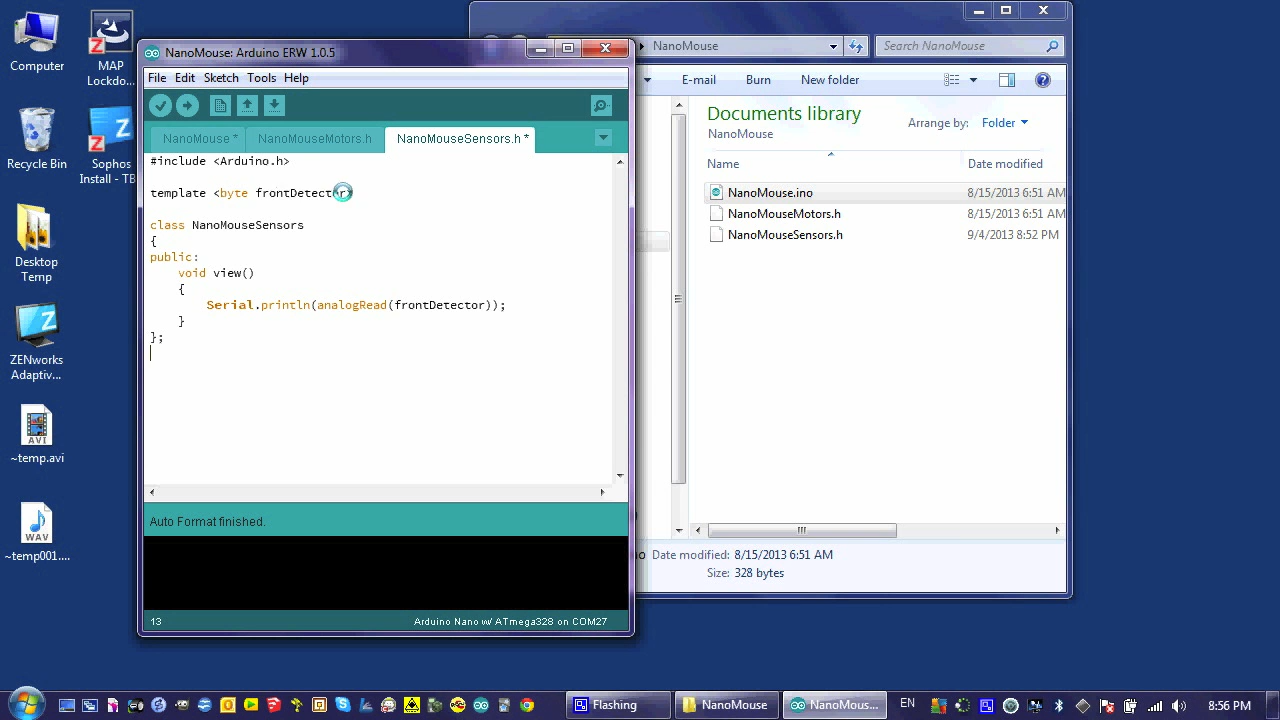 Computer
MAP
Lockdo...
Recycle Bin
Sophos
Install - TB
Desktop
Temp
ZENworks
Adaptiv...
~temp.avi
AVI
~temp001....
WAV
NanoMouse: Arduino ERW 1.0.5
File Edit Sketch Tools Help
NanoMouse * NanoMouseMotors.h NanoMouseSensors.h *
#include <Arduino.h>
template <byte frontDetector>
class NanoMouseSensors
{
public:
void view()
{
Serial.println(analogRead(frontDetector));
}
};
Auto Format finished.
13
Arduino Nano w/ ATmega328 on COM27
NanoMouse
Search NanoMouse
E-mail Burn New folder
Documents library
NanoMouse
Arrange by: Folder
Name Date modified
NanoMouse.ino 8/15/2013 6:51 AM
NanoMouseMotors.h 8/15/2013 6:51 AM
NanoMouseSensors.h 9/4/2013 8:52 PM
Date modified: 8/15/2013 6:51 AM
Size: 328 bytes
Flashing
NanoMouse
NanoMous...
EN
8:56 PM